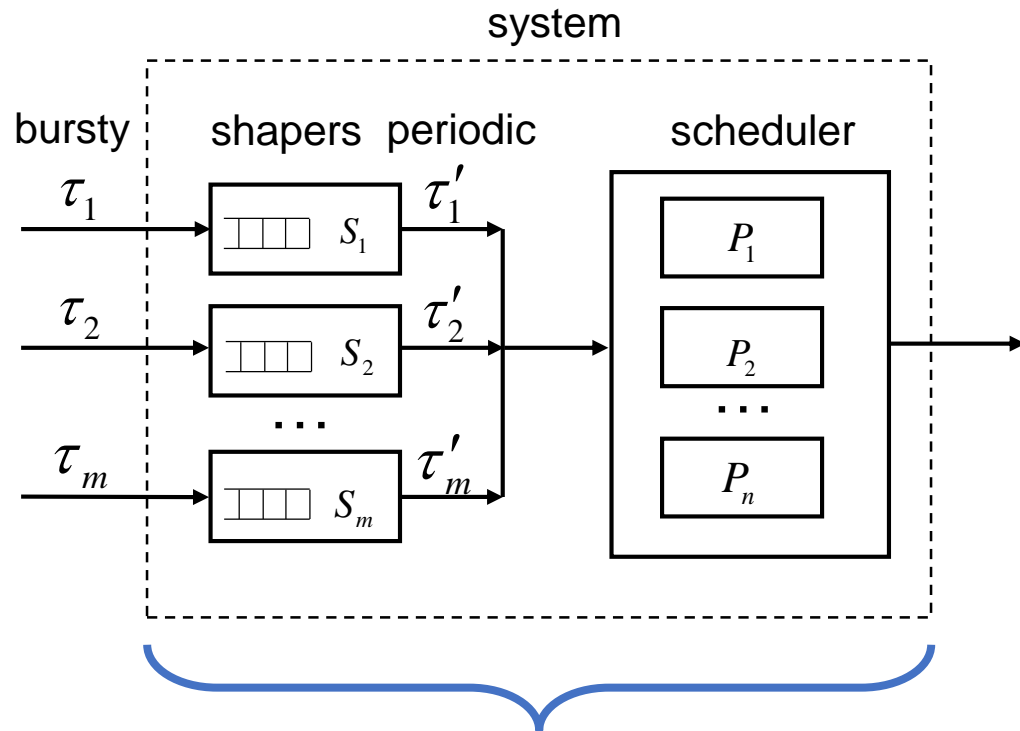 system
bursty shapers periodic scheduler
τ₁ S₁ τ′₁ P₁
τ₂ S₂ τ′₂ P₂
... ...
τₘ Sₘ τ′ₘ Pₙ